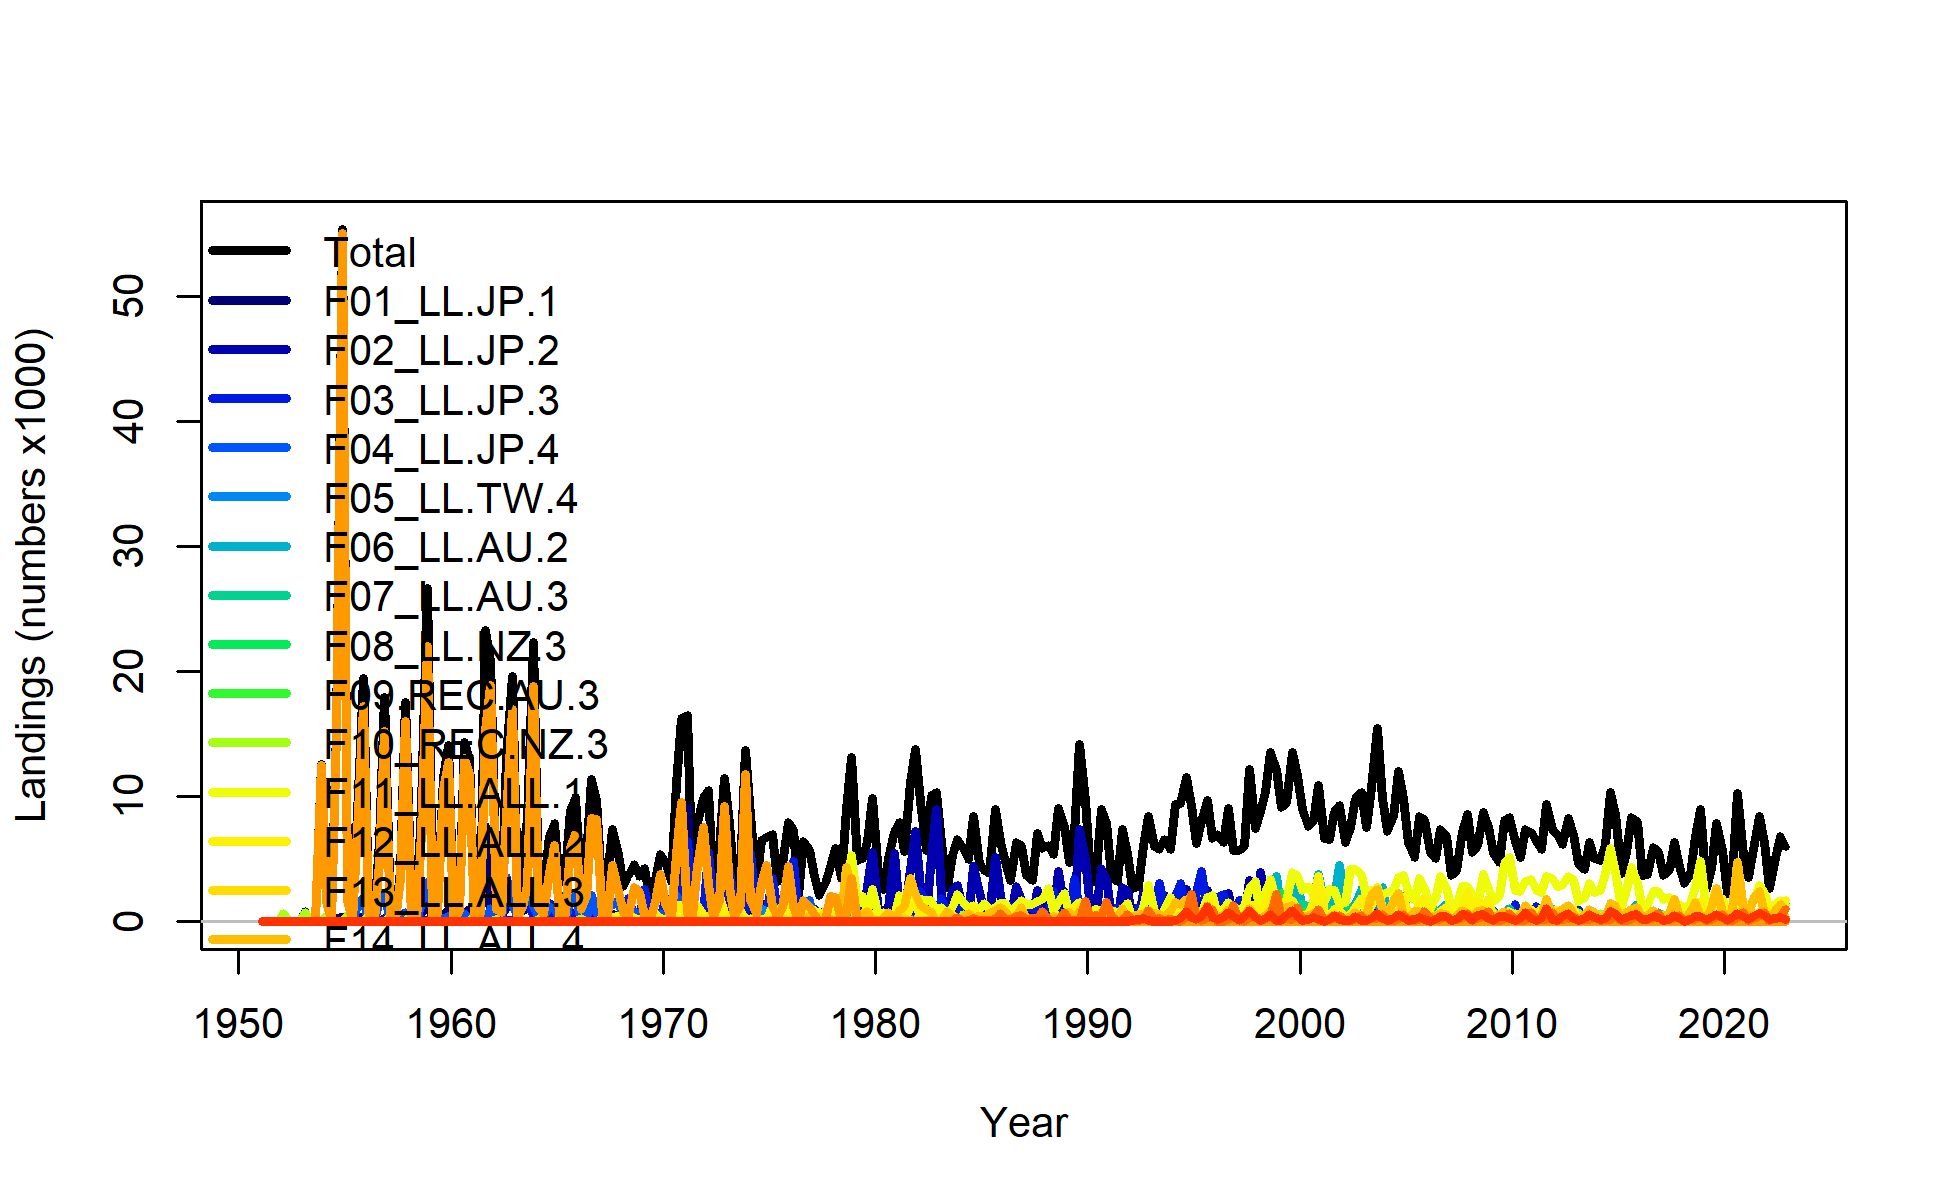 Total
F01_LL.JP.1
F02_LL.JP.2
F03_LL.JP.3
F04_LL.JP.4
F05_LL.TW.4
F06_LL.AU.2
F07_LL.AU.3
F08_LL.NZ.3
F09_REC.AU.3
F10_REC.NZ.3
F11_LL.ALL.1
F12_LL.ALL.2
F13_LL.ALL.3
F14_LL.ALL.4
Landings (numbers x1000)
50
40
30
20
10
0
1950 1960 1970 1980 1990 2000 2010 2020
Year